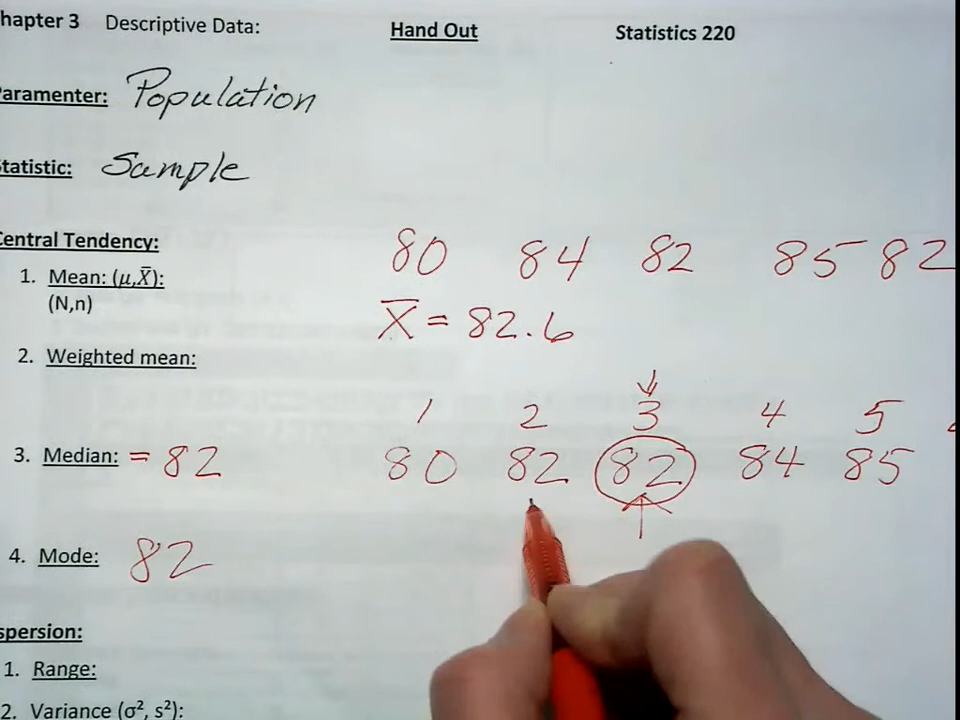 hapter 3 Descriptive Data: Hand Out Statistics 220
Paramenter: Population
Statistic: Sample
Central Tendency: 80 84 82 85 82
1. Mean: (μ,X̄):
(N,n) X̄ = 82.6
2. Weighted mean:
1 2 3 4 5
3. Median: = 82 80 82 82 84 85
4. Mode: 82
spersion:
1. Range:
2. Variance (σ², s²):